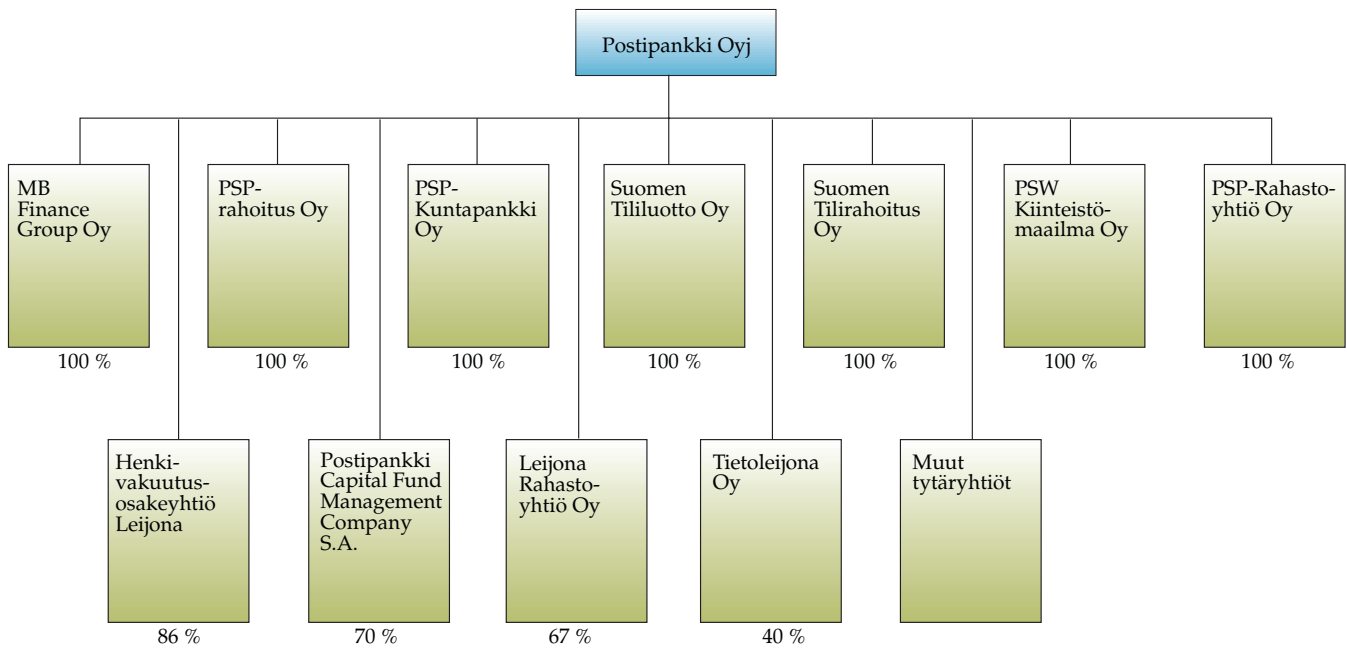 Postipankki Oyj
MB
Finance
Group Oy
100 %
PSP-
rahoitus Oy
100 %
PSP-
Kuntapankki
Oy
100 %
Suomen
Tililuotto Oy
100 %
Suomen
Tilirahoitus
Oy
100 %
PSW
Kiinteistö-
maailma Oy
100 %
PSP-Rahasto-
yhtiö Oy
100 %
Henki-
vakuutus-
osakeyhtiö
Leijona
86 %
Postipankki
Capital Fund
Management
Company
S.A.
70 %
Leijona
Rahasto-
yhtiö Oy
67 %
Tietoleijona
Oy
40 %
Muut
tytäryhtiöt